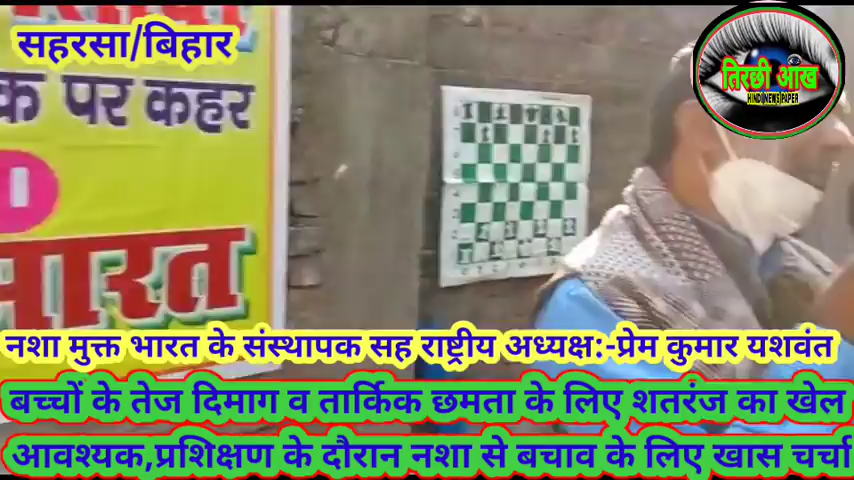 सहरसा/बिहार
तिरछी आख
HINDI NEWS PAPER
क पर कहर
भारत
नशा मुक्त भारत के संस्थापक सह राष्ट्रीय अध्यक्ष:-प्रेम कुमार यशवंत
बच्चों के तेज दिमाग व तार्किक छमता के लिए शतरंज का खेल
आवश्यक,प्रशिक्षण के दौरान नशा से बचाव के लिए खास चर्चा